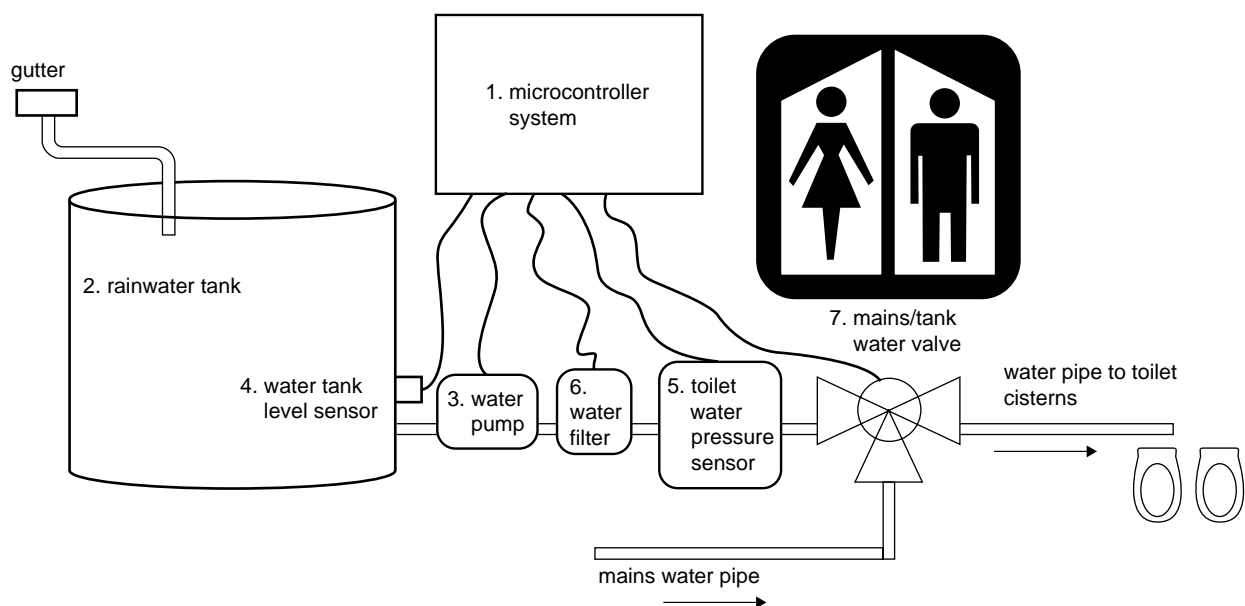 gutter
1. microcontroller
system
2. rainwater tank
7. mains/tank
water valve
4. water tank
level sensor
3. water
pump
6.
water
filter
5. toilet
water
pressure
sensor
water pipe to toilet
cisterns
mains water pipe